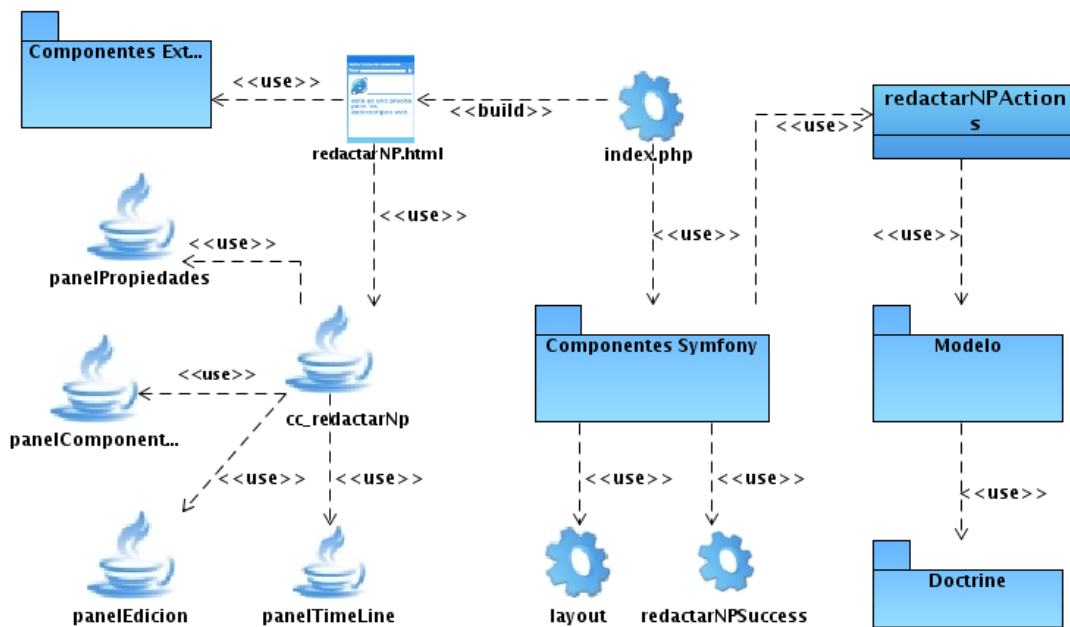 Componentes Ext...
<<use>>
redactarNP.html
<<build>>
index.php
<<use>>
redactarNPAction
s
<<use>>
<<use>>
<<use>>
<<use>>
panelPropiedades
Componentes Symfony
Modelo
<<use>>
cc_redactarNp
panelComponent...
<<use>>
<<use>>
<<use>>
<<use>>
<<use>>
panelEdicion
panelTimeLine
layout
redactarNPSuccess
Doctrine